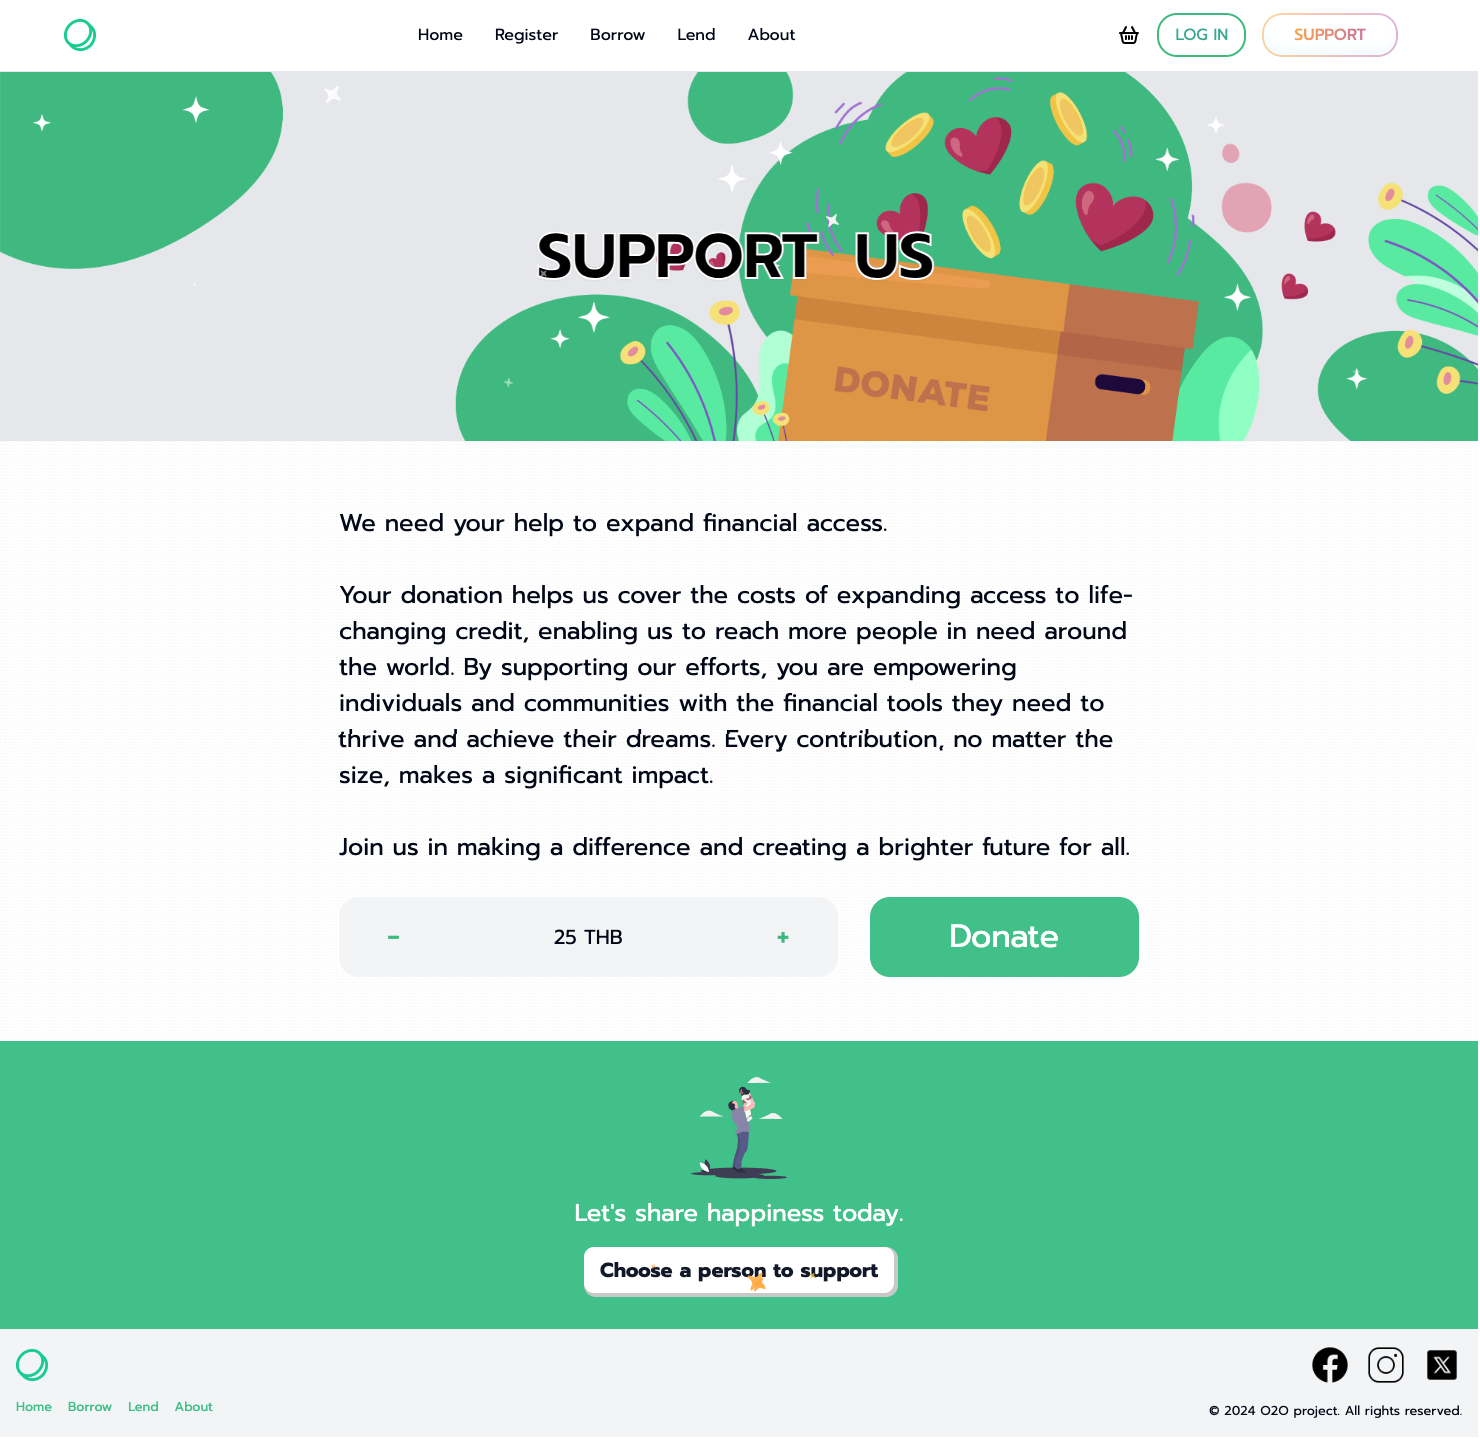 Home
Register
Borrow
Lend
About
LOG IN
SUPPORT
SUPPORT US
DONATE
We need your help to expand financial access.
Your donation helps us cover the costs of expanding access to life-
changing credit, enabling us to reach more people in need around
the world. By supporting our efforts, you are empowering
individuals and communities with the financial tools they need to
thrive and achieve their dreams. Every contribution, no matter the
size, makes a significant impact.
Join us in making a difference and creating a brighter future for all.
- 25 THB +
Donate
Let's share happiness today.
Choose a person to support
Home Borrow Lend About
© 2024 O2O project. All rights reserved.